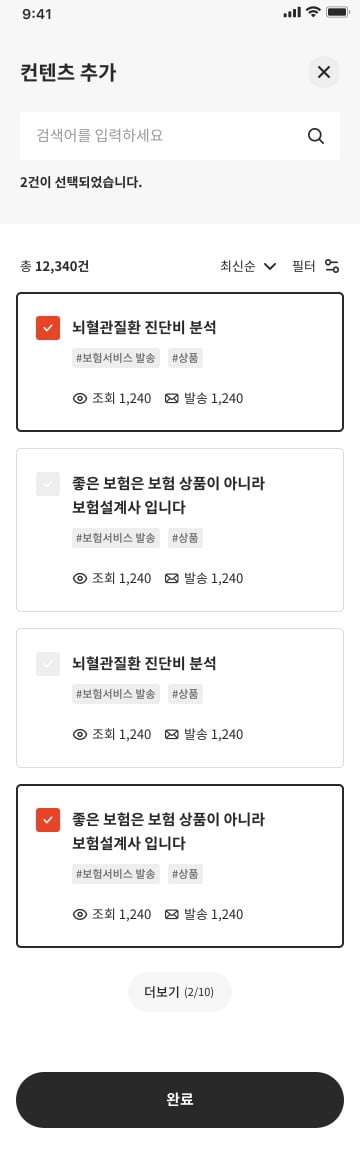 9:41
컨텐츠 추가
검색어를 입력하세요
2건이 선택되었습니다.
총 12,340건 최신순 필터
뇌혈관질환 진단비 분석
#보험서비스 발송 #상품
조회 1,240 발송 1,240
좋은 보험은 보험 상품이 아니라
보험설계사 입니다
#보험서비스 발송 #상품
조회 1,240 발송 1,240
뇌혈관질환 진단비 분석
#보험서비스 발송 #상품
조회 1,240 발송 1,240
좋은 보험은 보험 상품이 아니라
보험설계사 입니다
#보험서비스 발송 #상품
조회 1,240 발송 1,240
더보기 (2/10)
완료